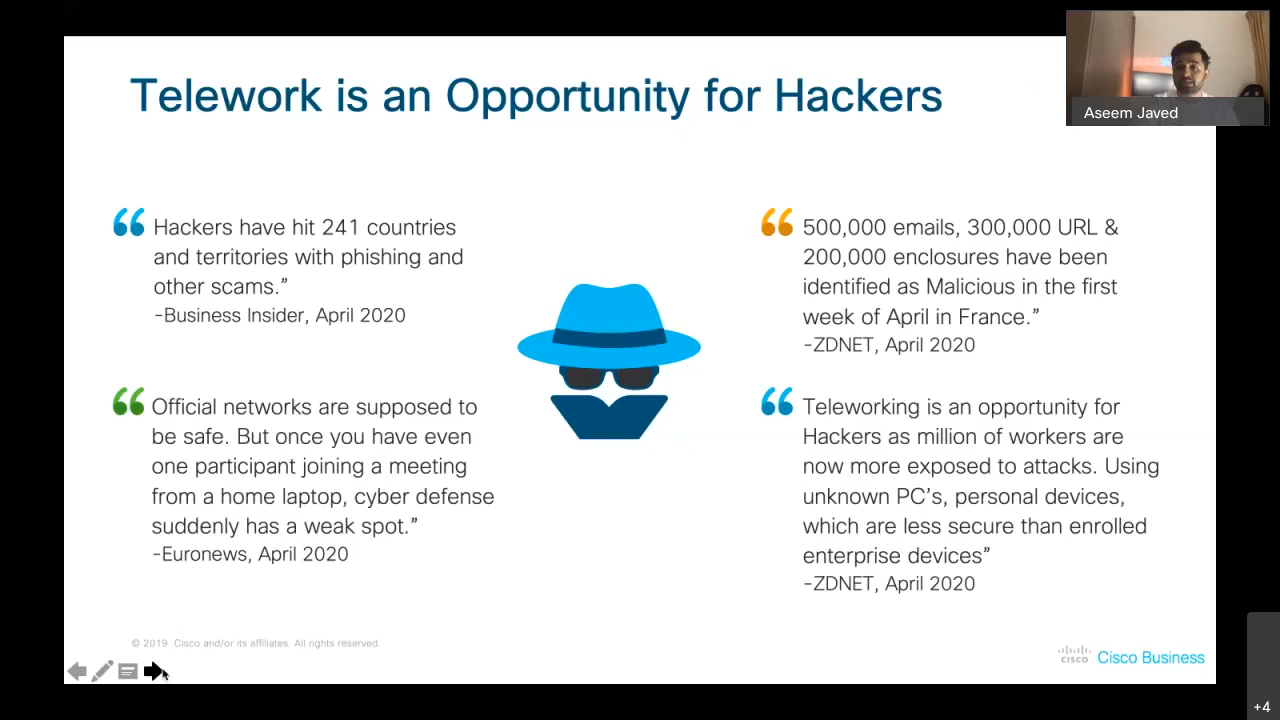 Telework is an Opportunity for Hackers
Aseem Javed
“ Hackers have hit 241 countries
and territories with phishing and
other scams.”
-Business Insider, April 2020
“ Official networks are supposed to
be safe. But once you have even
one participant joining a meeting
from a home laptop, cyber defense
suddenly has a weak spot.”
-Euronews, April 2020
“ 500,000 emails, 300,000 URL &
200,000 enclosures have been
identified as Malicious in the first
week of April in France.”
-ZDNET, April 2020
“ Teleworking is an opportunity for
Hackers as million of workers are
now more exposed to attacks. Using
unknown PC’s, personal devices,
which are less secure than enrolled
enterprise devices”
-ZDNET, April 2020
© 2019 Cisco and/or its affiliates. All rights reserved.
cisco Cisco Business
+4